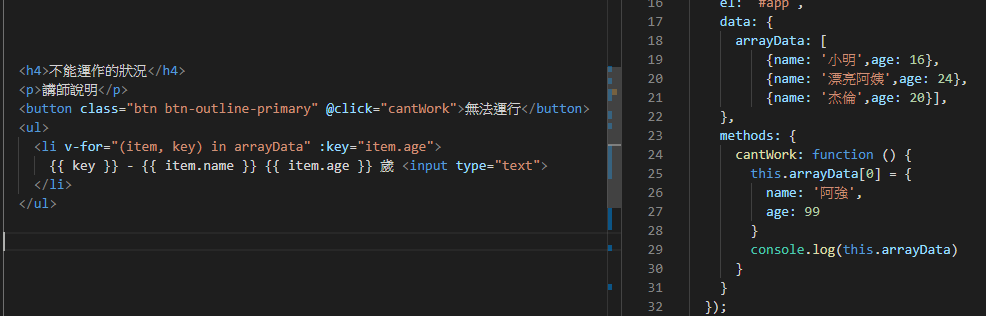 <h4>不能運作的狀況</h4>
<p>講師說明</p>
<button class="btn btn-outline-primary" @click="cantWork">無法運行</button>
<ul>
<li v-for="(item, key) in arrayData" :key="item.age">
{{ key }} - {{ item.name }} {{ item.age }} 歲 <input type="text">
</li>
</ul>
16 el: '#app',
17 data: {
18 arrayData: [
19 {name: '小明',age: 16},
20 {name: '漂亮阿姨',age: 24},
21 {name: '杰倫',age: 20}],
22 },
23 methods: {
24 cantWork: function () {
25 this.arrayData[0] = {
26 name: '阿強',
27 age: 99
28 }
29 console.log(this.arrayData)
30 }
31 }
32 });